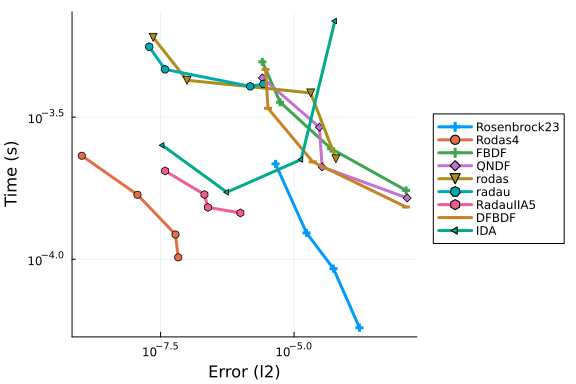 Time (s)
10⁻³·⁵
10⁻⁴·⁰
10⁻⁷·⁵
10⁻⁵·⁰
Error (l2)
Rosenbrock23
Rodas4
FBDF
QNDF
rodas
radau
RadauIIA5
DFBDF
IDA